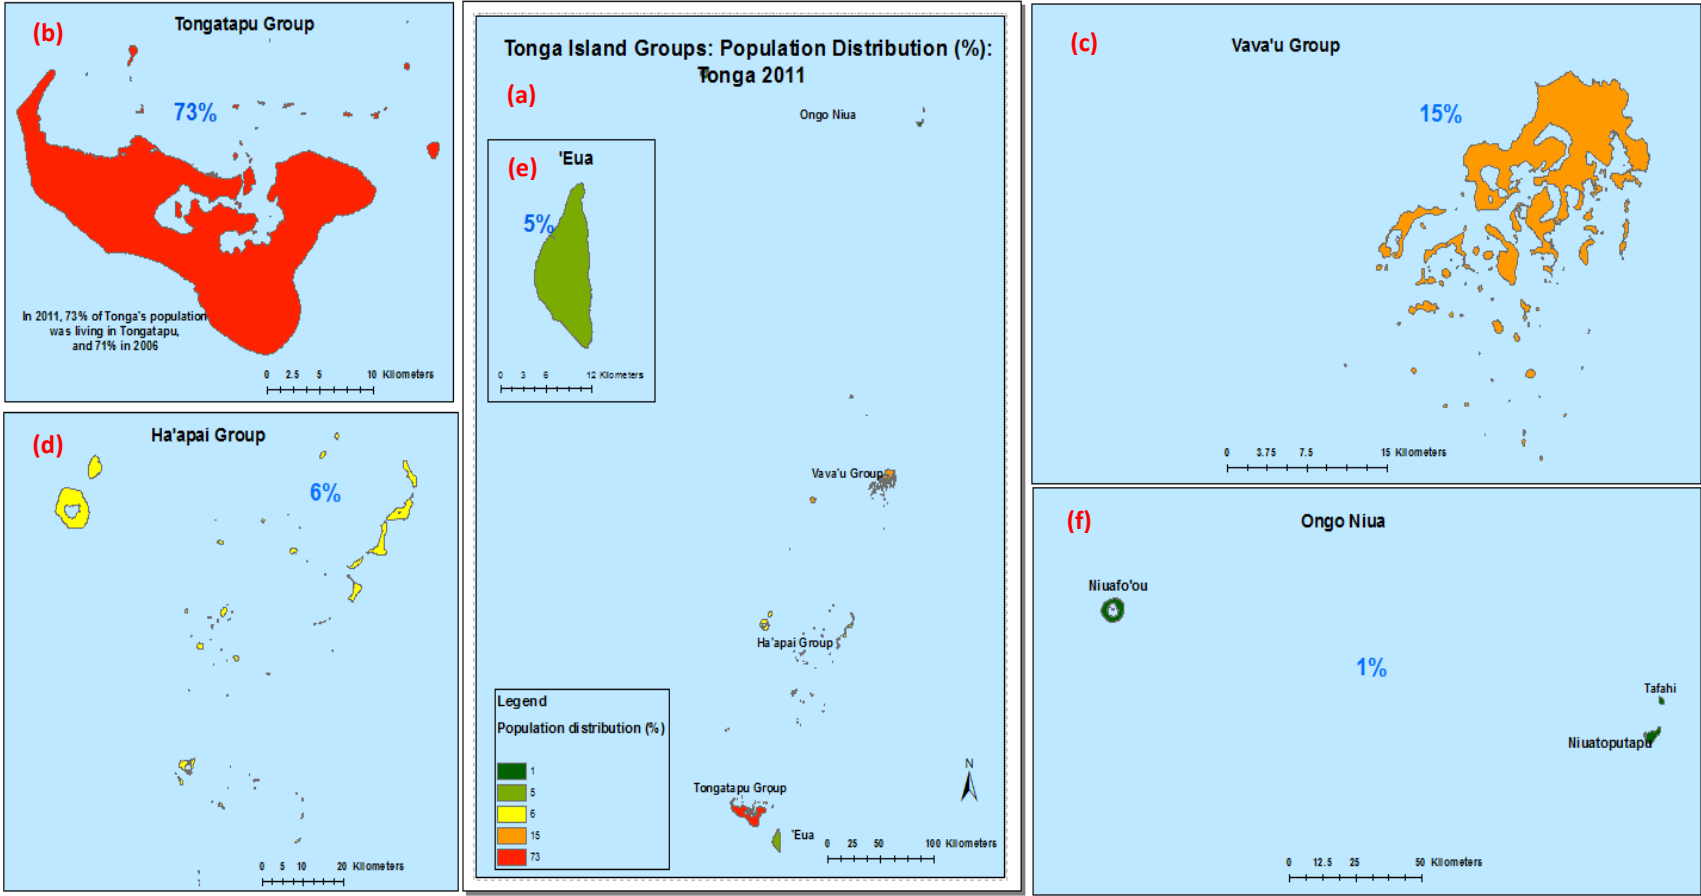 (b)
Tongatapu Group
73%
In 2011, 73% of Tonga's population
was living in Tongatapu,
and 71% in 2006
0 2.5 5 10 Kilometers
(d)
Ha'apai Group
6%
0 5 10 20 Kilometers
Tonga Island Groups: Population Distribution (%):
Tonga 2011
(a)
Ongo Niua
(e)
'Eua
5%
0 3 6 12 Kilometers
Vava'u Group
Ha'apai Group
Legend
Population distribution (%)
1
5
6
15
73
Tongatapu Group
'Eua
N
0 25 50 100 Kilometers
(c)
Vava'u Group
15%
0 3.75 7.5 15 Kilometers
(f)
Ongo Niua
Niuafo'ou
1%
Tafahi
Niuatoputapu
0 12.5 25 50 Kilometers